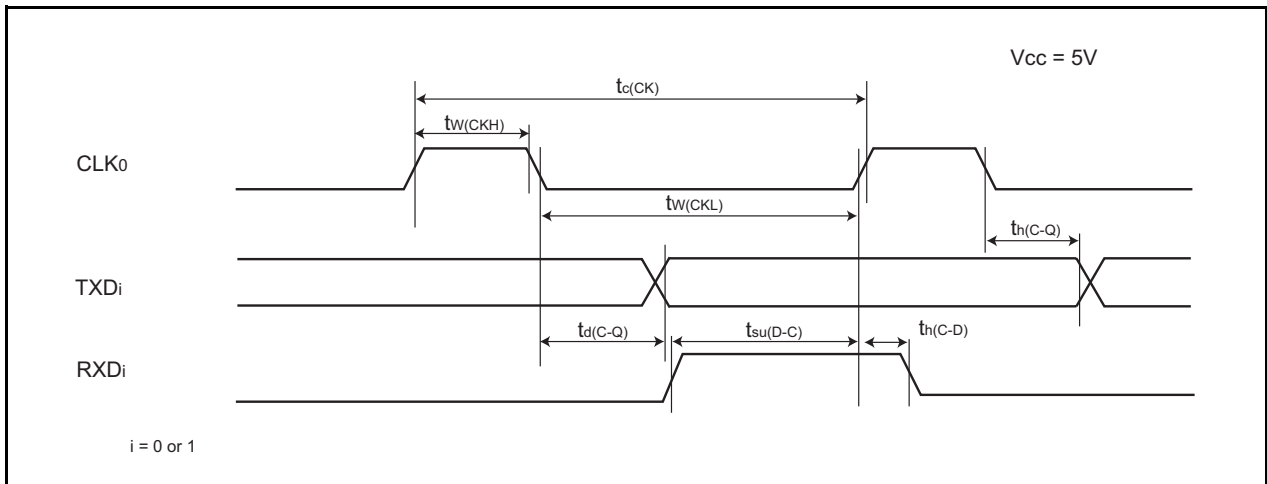 Vcc = 5V
tc(CK)
tW(CKH)
CLK0
tW(CKL)
th(C-Q)
TXDi
td(C-Q)
tsu(D-C)
th(C-D)
RXDi
i = 0 or 1